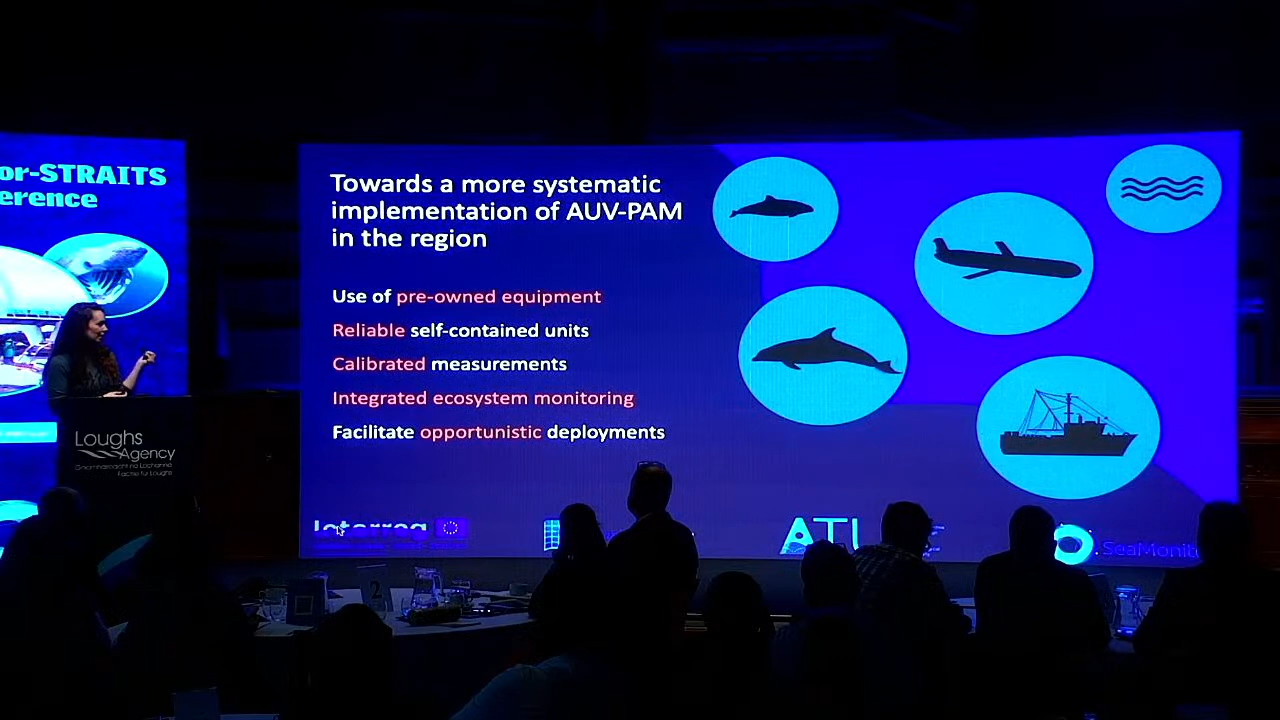 or-STRAITS
erence
Towards a more systematic
implementation of AUV-PAM
in the region
Use of pre-owned equipment
Reliable self-contained units
Calibrated measurements
Integrated ecosystem monitoring
Facilitate opportunistic deployments
Loughs
Agency
Interreg
SeaMonit
2